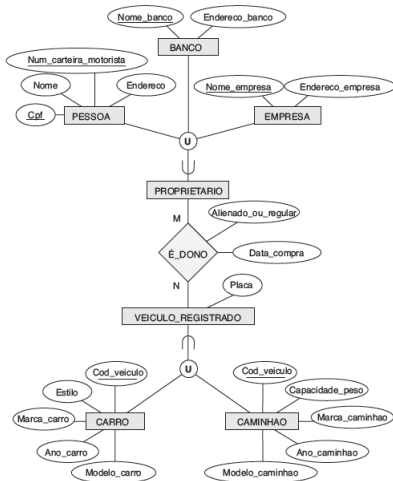 Nome_banco
Endereco_banco
BANCO
Num_carteira_motorista
Nome
Endereco
Cpf
PESSOA
Nome_empresa
Endereco_empresa
EMPRESA
U
PROPRIETARIO
M
Alienado_ou_regular
É_DONO
Data_compra
N
Placa
VEICULO_REGISTRADO
U
Cod_veiculo
Estilo
Marca_carro
CARRO
Ano_carro
Modelo_carro
Cod_veiculo
Capacidade_peso
Marca_caminhao
CAMINHAO
Ano_caminhao
Modelo_caminhao